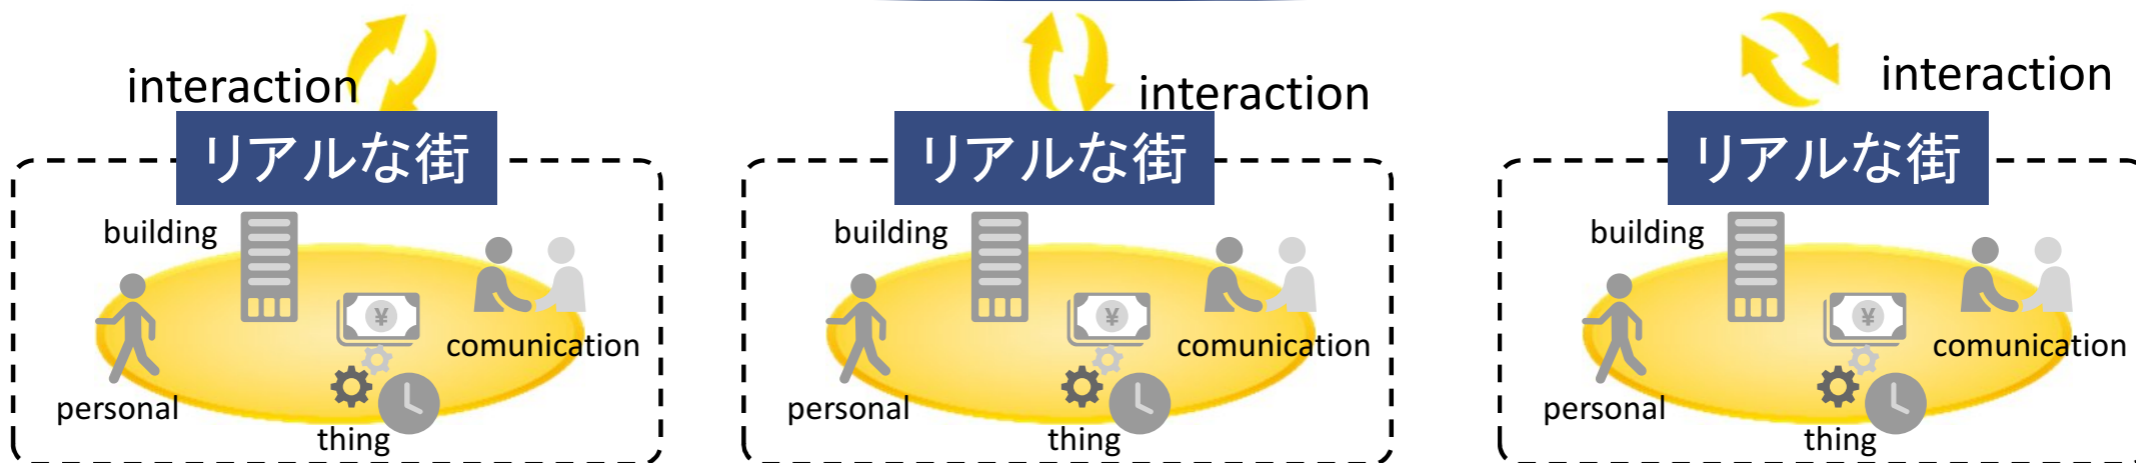 interaction
リアルな街
building
¥
comunication
personal
thing
interaction
リアルな街
building
¥
comunication
personal
thing
interaction
リアルな街
building
¥
comunication
personal
thing